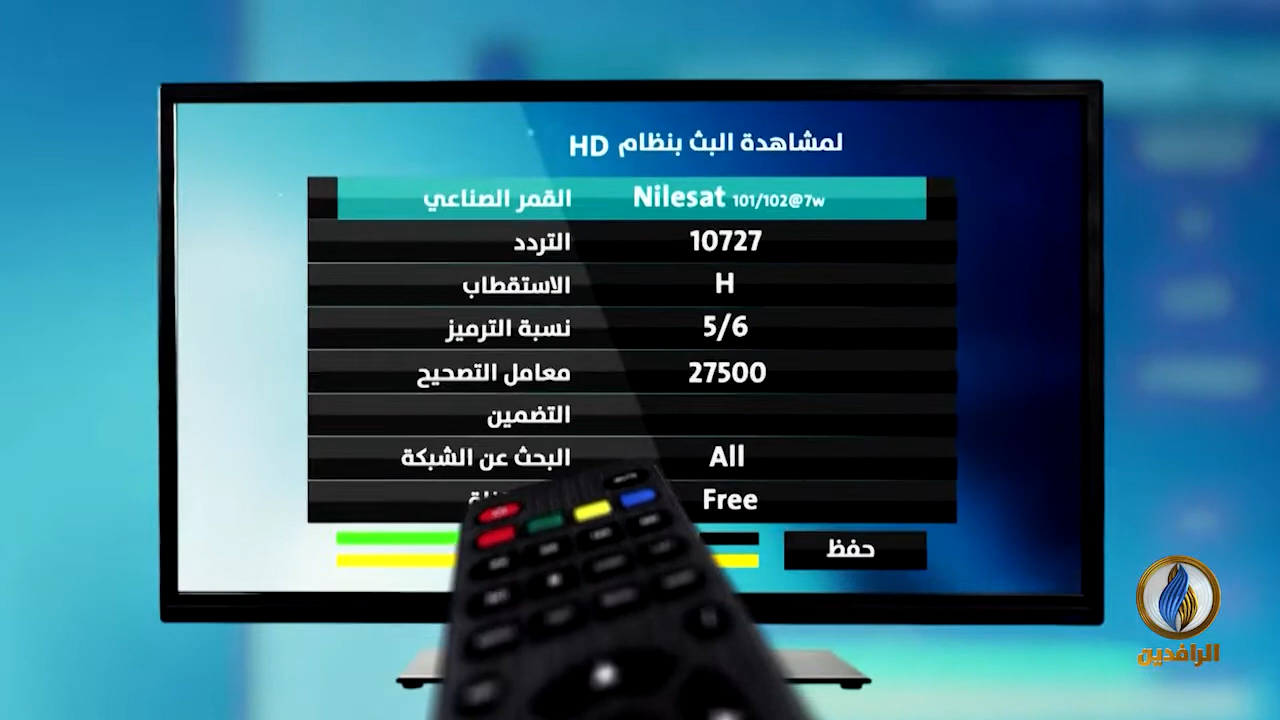 لمشاهدة البث بنظام HD
القمر الصناعي Nilesat 101/102@7w
التردد 10727
الاستقطاب H
نسبة الترميز 5/6
معامل التصحيح 27500
التضمين
البحث عن الشبكة All
Free
حفظ
الرافدين